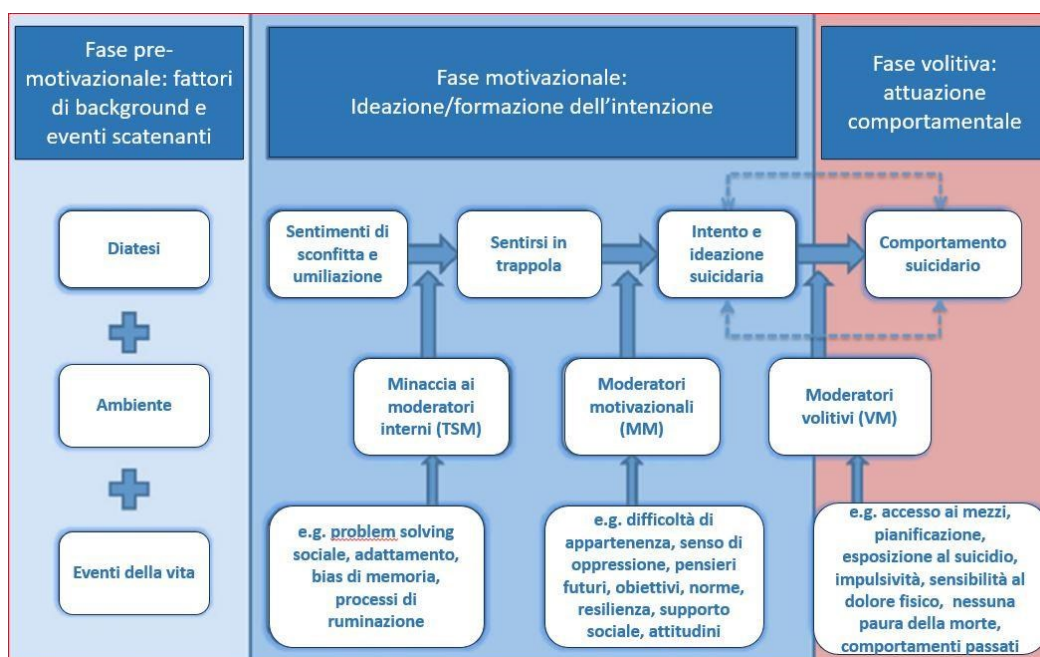 Fase pre-
motivazionale: fattori
di background e
eventi scatenanti
Fase motivazionale:
Ideazione/formazione dell'intenzione
Fase volitiva:
attuazione
comportamentale
Diatesi
Ambiente
Eventi della vita
Sentimenti di
sconfitta e
umiliazione
Sentirsi in
trappola
Intento e
ideazione
suicidaria
Comportamento
suicidario
Minaccia ai
moderatori
interni (TSM)
Moderatori
motivazionali
(MM)
Moderatori
volitivi (VM)
e.g. problem solving
sociale, adattamento,
bias di memoria,
processi di
ruminazione
e.g. difficoltà di
appartenenza, senso di
oppressione, pensieri
futuri, obiettivi, norme,
resilienza, supporto
sociale, attitudini
e.g. accesso ai mezzi,
pianificazione,
esposizione al suicidio,
impulsività, sensibilità al
dolore fisico, nessuna
paura della morte,
comportamenti passati